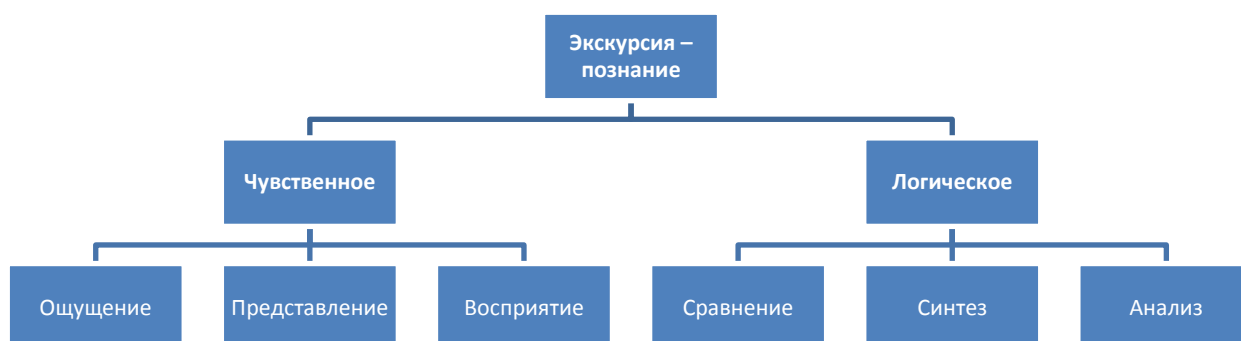 Экскурсия –
познание
Чувственное
Логическое
Ощущение
Представление
Восприятие
Сравнение
Синтез
Анализ